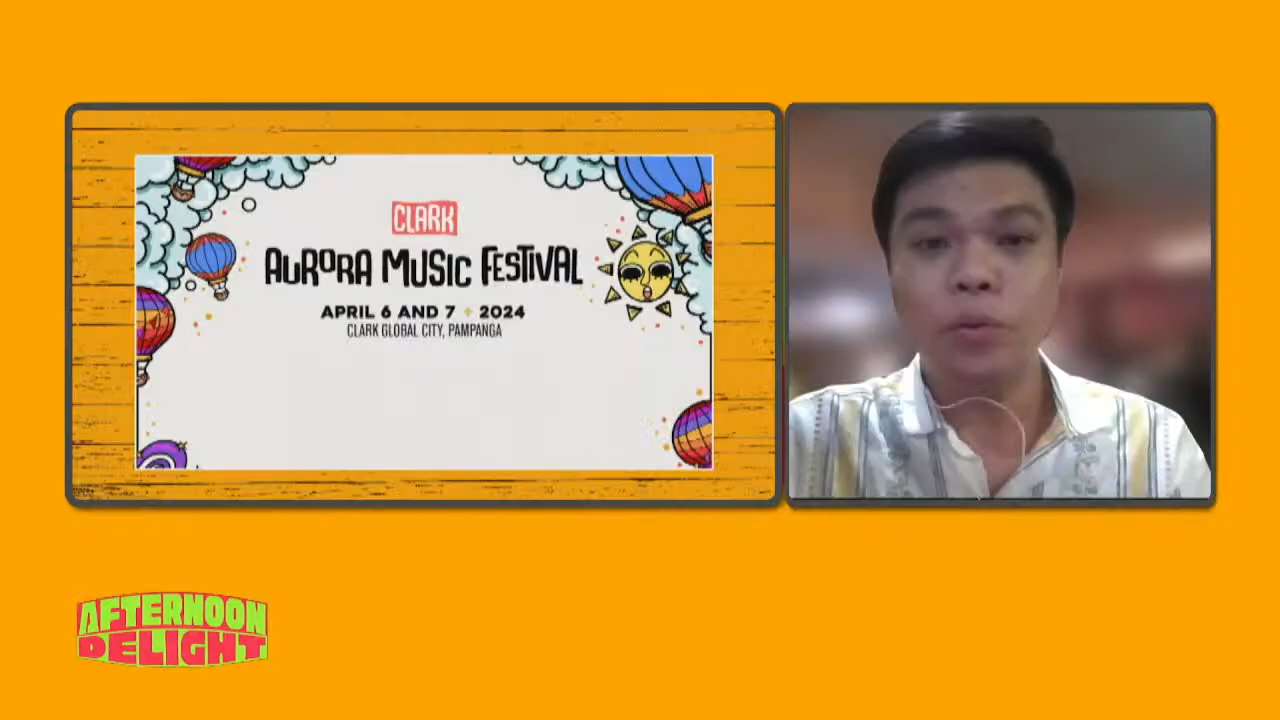 CLARK
AURORA MUSIC FESTIVAL
APRIL 6 AND 7 + 2024
CLARK GLOBAL CITY, PAMPANGA
AFTERNOON
DELIGHT